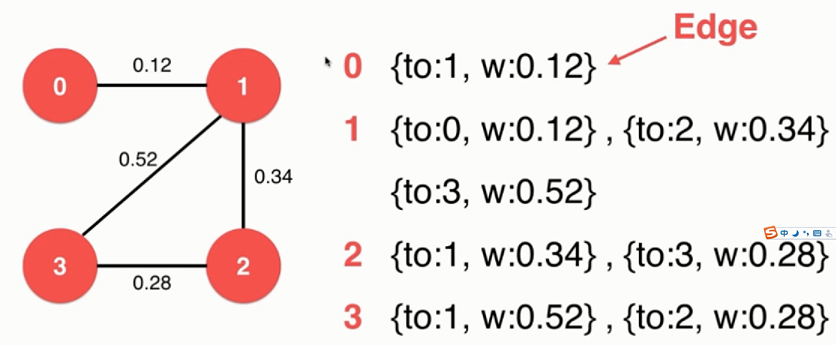 Edge
0.12
0
1
0 {to:1, w:0.12}
1 {to:0, w:0.12} , {to:2, w:0.34}
0.52
0.34
{to:3, w:0.52}
S 中
3
2
2 {to:1, w:0.34} , {to:3, w:0.28}
0.28
3 {to:1, w:0.52} , {to:2, w:0.28}